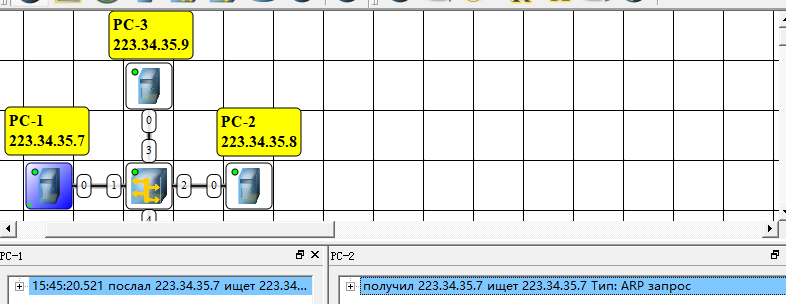 PC-3
223.34.35.9
PC-1
223.34.35.7
PC-2
223.34.35.8
0
3
0
1
2
0
4
PC-1
PC-2
15:45:20.521 послал 223.34.35.7 ищет 223.34...
получил 223.34.35.7 ищет 223.34.35.7 Тип: ARP запрос